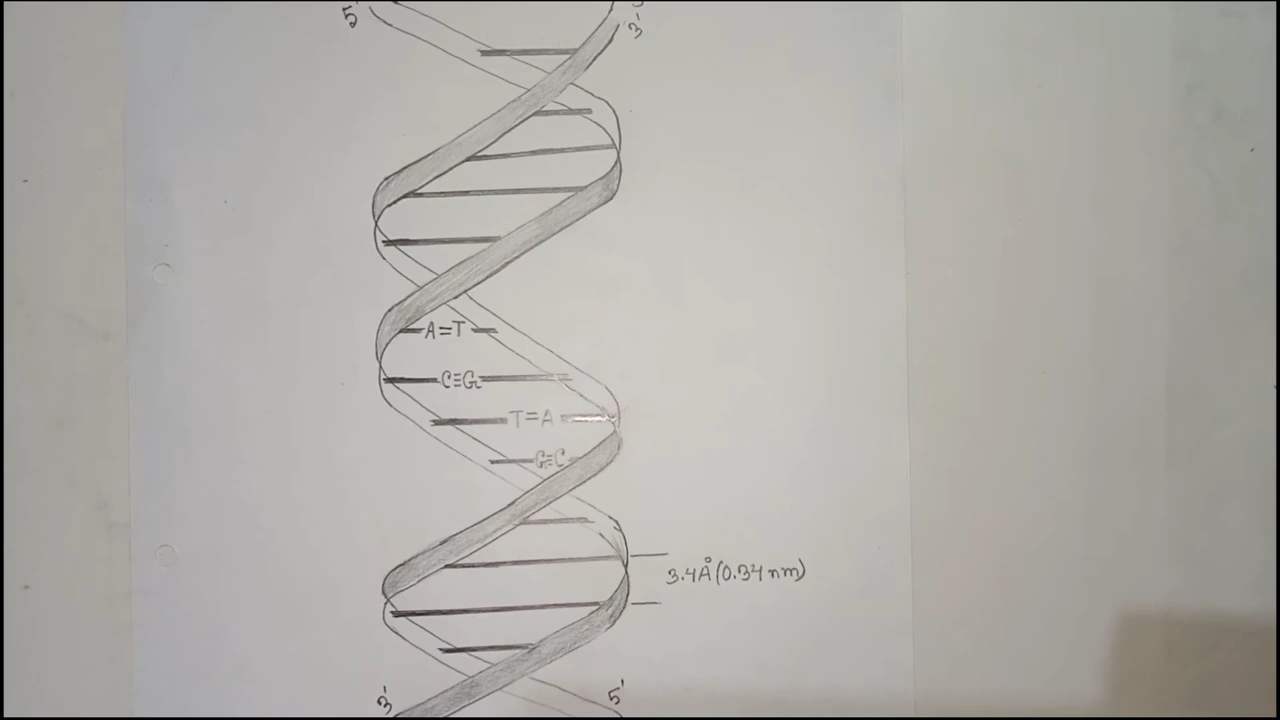 5'
3'
A=T
C≡G
T=A
G≡C
3.4Å (0.34 nm)
3'
5'